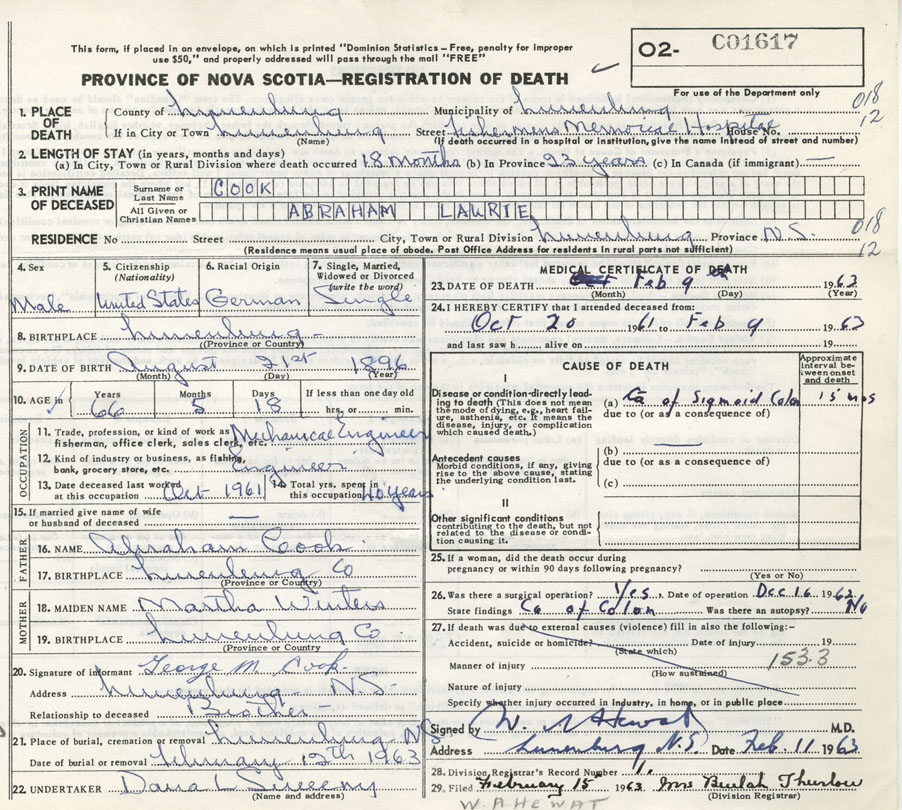 This form, if placed in an envelope, on which is printed "Dominion Statistics - Free, penalty for improper
use $50," and properly addressed will pass through the mail "FREE"
02- C01617
PROVINCE OF NOVA SCOTIA—REGISTRATION OF DEATH
For use of the Department only
1. PLACE OF DEATH County of Lunenburg Municipality of Lunenburg 018
If in City or Town Lunenburg Street Fishermens Memorial Hospital House No. 12
(Name) (If death occurred in a hospital or institution, give the name instead of street and number)
2. LENGTH OF STAY (in years, months and days)
(a) In City, Town or Rural Division where death occurred 18 months (b) In Province 23 years (c) In Canada (if immigrant) —
3. PRINT NAME OF DECEASED Surname or Last Name COOK
All Given or Christian Names ABRAHAM LAURIE
RESIDENCE No Street City, Town or Rural Division Lunenburg Province N.S. 018
(Residence means usual place of abode. Post Office Address for residents in rural parts not sufficient) 12
4. Sex Male
5. Citizenship (Nationality) United States
6. Racial Origin German
7. Single, Married, Widowed or Divorced (write the word) Single
8. BIRTHPLACE Lunenburg
(Province or Country)
9. DATE OF BIRTH August 21st 1896
(Month) (Day) (Year)
10. AGE in Years 66 Months 5 Days 18 If less than one day old hrs. or min.
OCCUPATION
11. Trade, profession, or kind of work as fisherman, office clerk, sales clerk, etc. Mechanical Engineer
12. Kind of industry or business, as fishing, bank, grocery store, etc. Engineer
13. Date deceased last worked at this occupation Oct 1961
14. Total yrs. spent in this occupation 40 years
15. If married give name of wife or husband of deceased —
FATHER
16. NAME Abraham Cook
17. BIRTHPLACE Lunenburg Co
(Province or Country)
MOTHER
18. MAIDEN NAME Martha Winters
19. BIRTHPLACE Lunenburg Co.
(Province or Country)
20. Signature of informant George M. Cook
Address Lunenburg N.S.
Relationship to deceased Brother
21. Place of burial, cremation or removal Lunenburg NS
Date of burial or removal February 12th 1963
22. UNDERTAKER Dana L Sweeny
(Name and address)
MEDICAL CERTIFICATE OF DEATH
23. DATE OF DEATH Feb 9 1963
(Month) (Day) (Year)
24. I HEREBY CERTIFY that I attended deceased from:
Oct 20 1961 to Feb 9 1963
and last saw h alive on 19
CAUSE OF DEATH
Approximate interval between onset and death
I
Disease or condition directly leading to death (This does not mean the mode of dying, e.g., heart failure, asthenia, etc. It means the disease, injury, or complication which caused death.)
(a) Ca of Sigmoid Colon 15 mos
due to (or as a consequence of)
Antecedent causes
Morbid conditions, if any, giving rise to the above cause, stating the underlying condition last.
(b)
due to (or as a consequence of)
(c)
II
Other significant conditions contributing to the death, but not related to the disease or condition causing it.
25. If a woman, did the death occur during pregnancy or within 90 days following pregnancy?
(Yes or No)
26. Was there a surgical operation? Yes. Date of operation Dec 16 1962
State findings Ca of Colon Was there an autopsy? No
27. If death was due to external causes (violence) fill in also the following:-
Accident, suicide or homicide? Date of injury 19
(State which)
Manner of injury 153.3
(How sustained)
Nature of injury
Specify whether injury occurred in industry, in home, or in public place
Signed by W. A Hewat M.D.
Address Lunenburg N.S. Date Feb. 11 1963
28. Division Registrar's Record Number 1.
29. Filed February 15 1963 Mrs Beulah Thurlow
(Division Registrar)
W. A. HEWAT